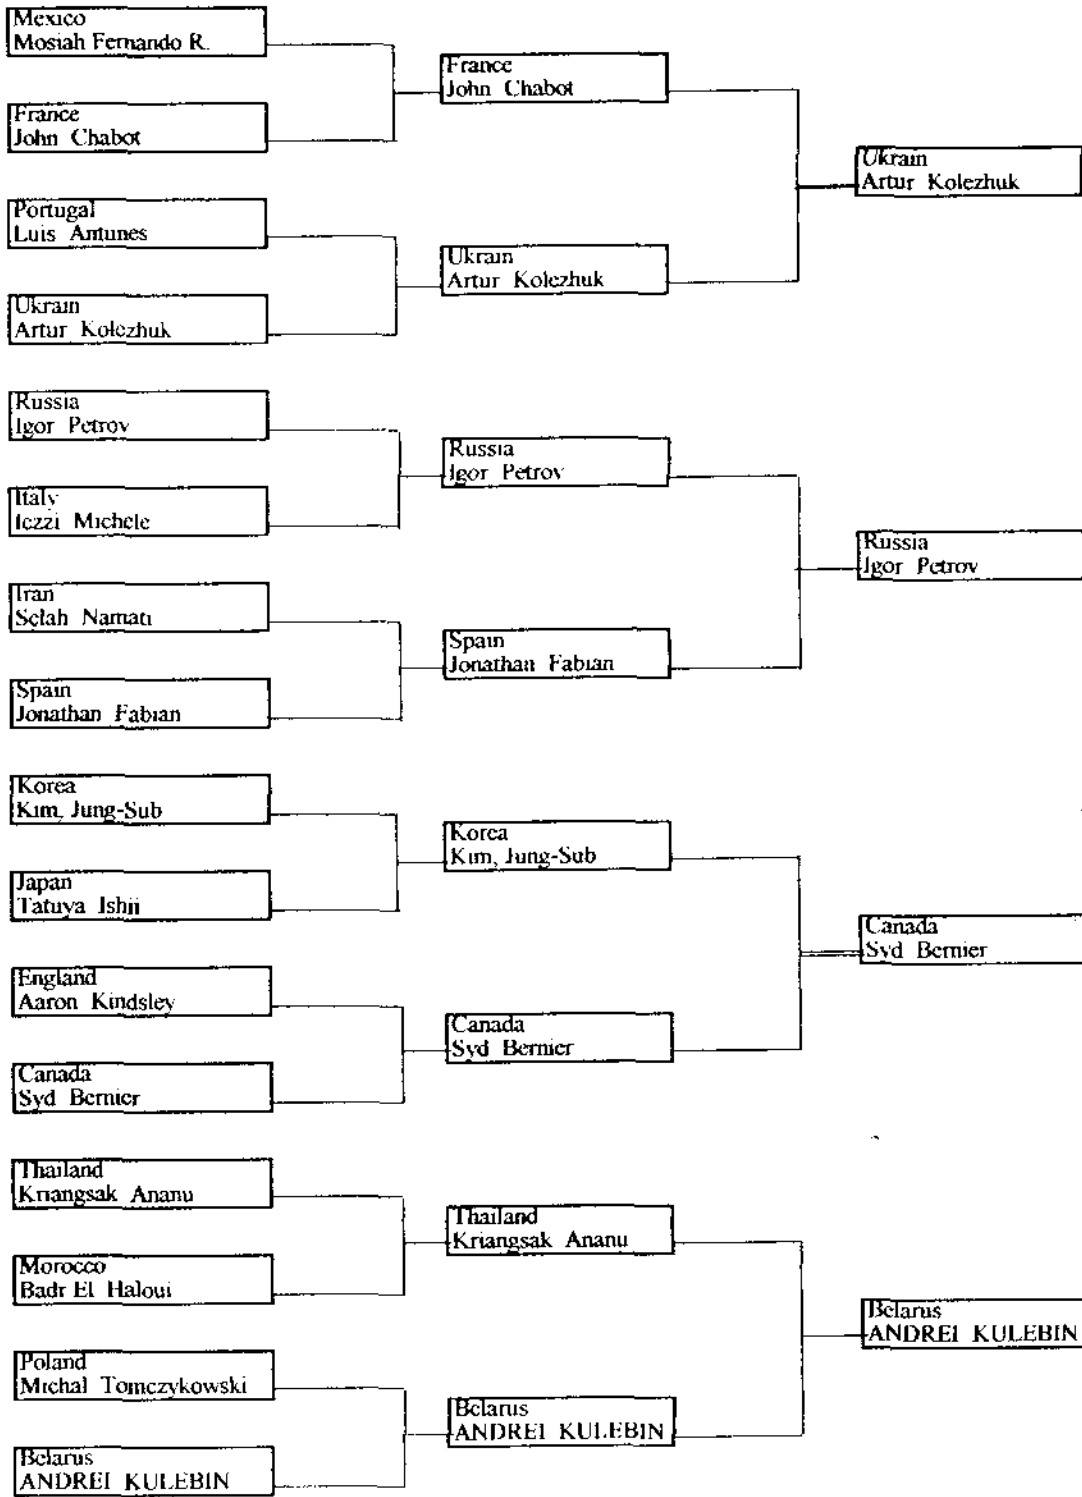 Mexico
Mosiah Fernando R.
France
John Chabot
Portugal
Luis Antunes
Ukrain
Artur Kolezhuk
Russia
Igor Petrov
Italy
Iezzi Michele
Iran
Selah Namati
Spain
Jonathan Fabian
Korea
Kim, Jung-Sub
Japan
Tatuya Ishii
England
Aaron Kindsley
Canada
Syd Bernier
Thailand
Kriangsak Ananu
Morocco
Badr El Haloui
Poland
Michal Tomczykowski
Belarus
ANDREI KULEBIN
France
John Chabot
Ukrain
Artur Kolezhuk
Russia
Igor Petrov
Spain
Jonathan Fabian
Korea
Kim, Jung-Sub
Canada
Syd Bernier
Thailand
Kriangsak Ananu
Belarus
ANDREI KULEBIN
Ukrain
Artur Kolezhuk
Russia
Igor Petrov
Canada
Syd Bernier
Belarus
ANDREI KULEBIN